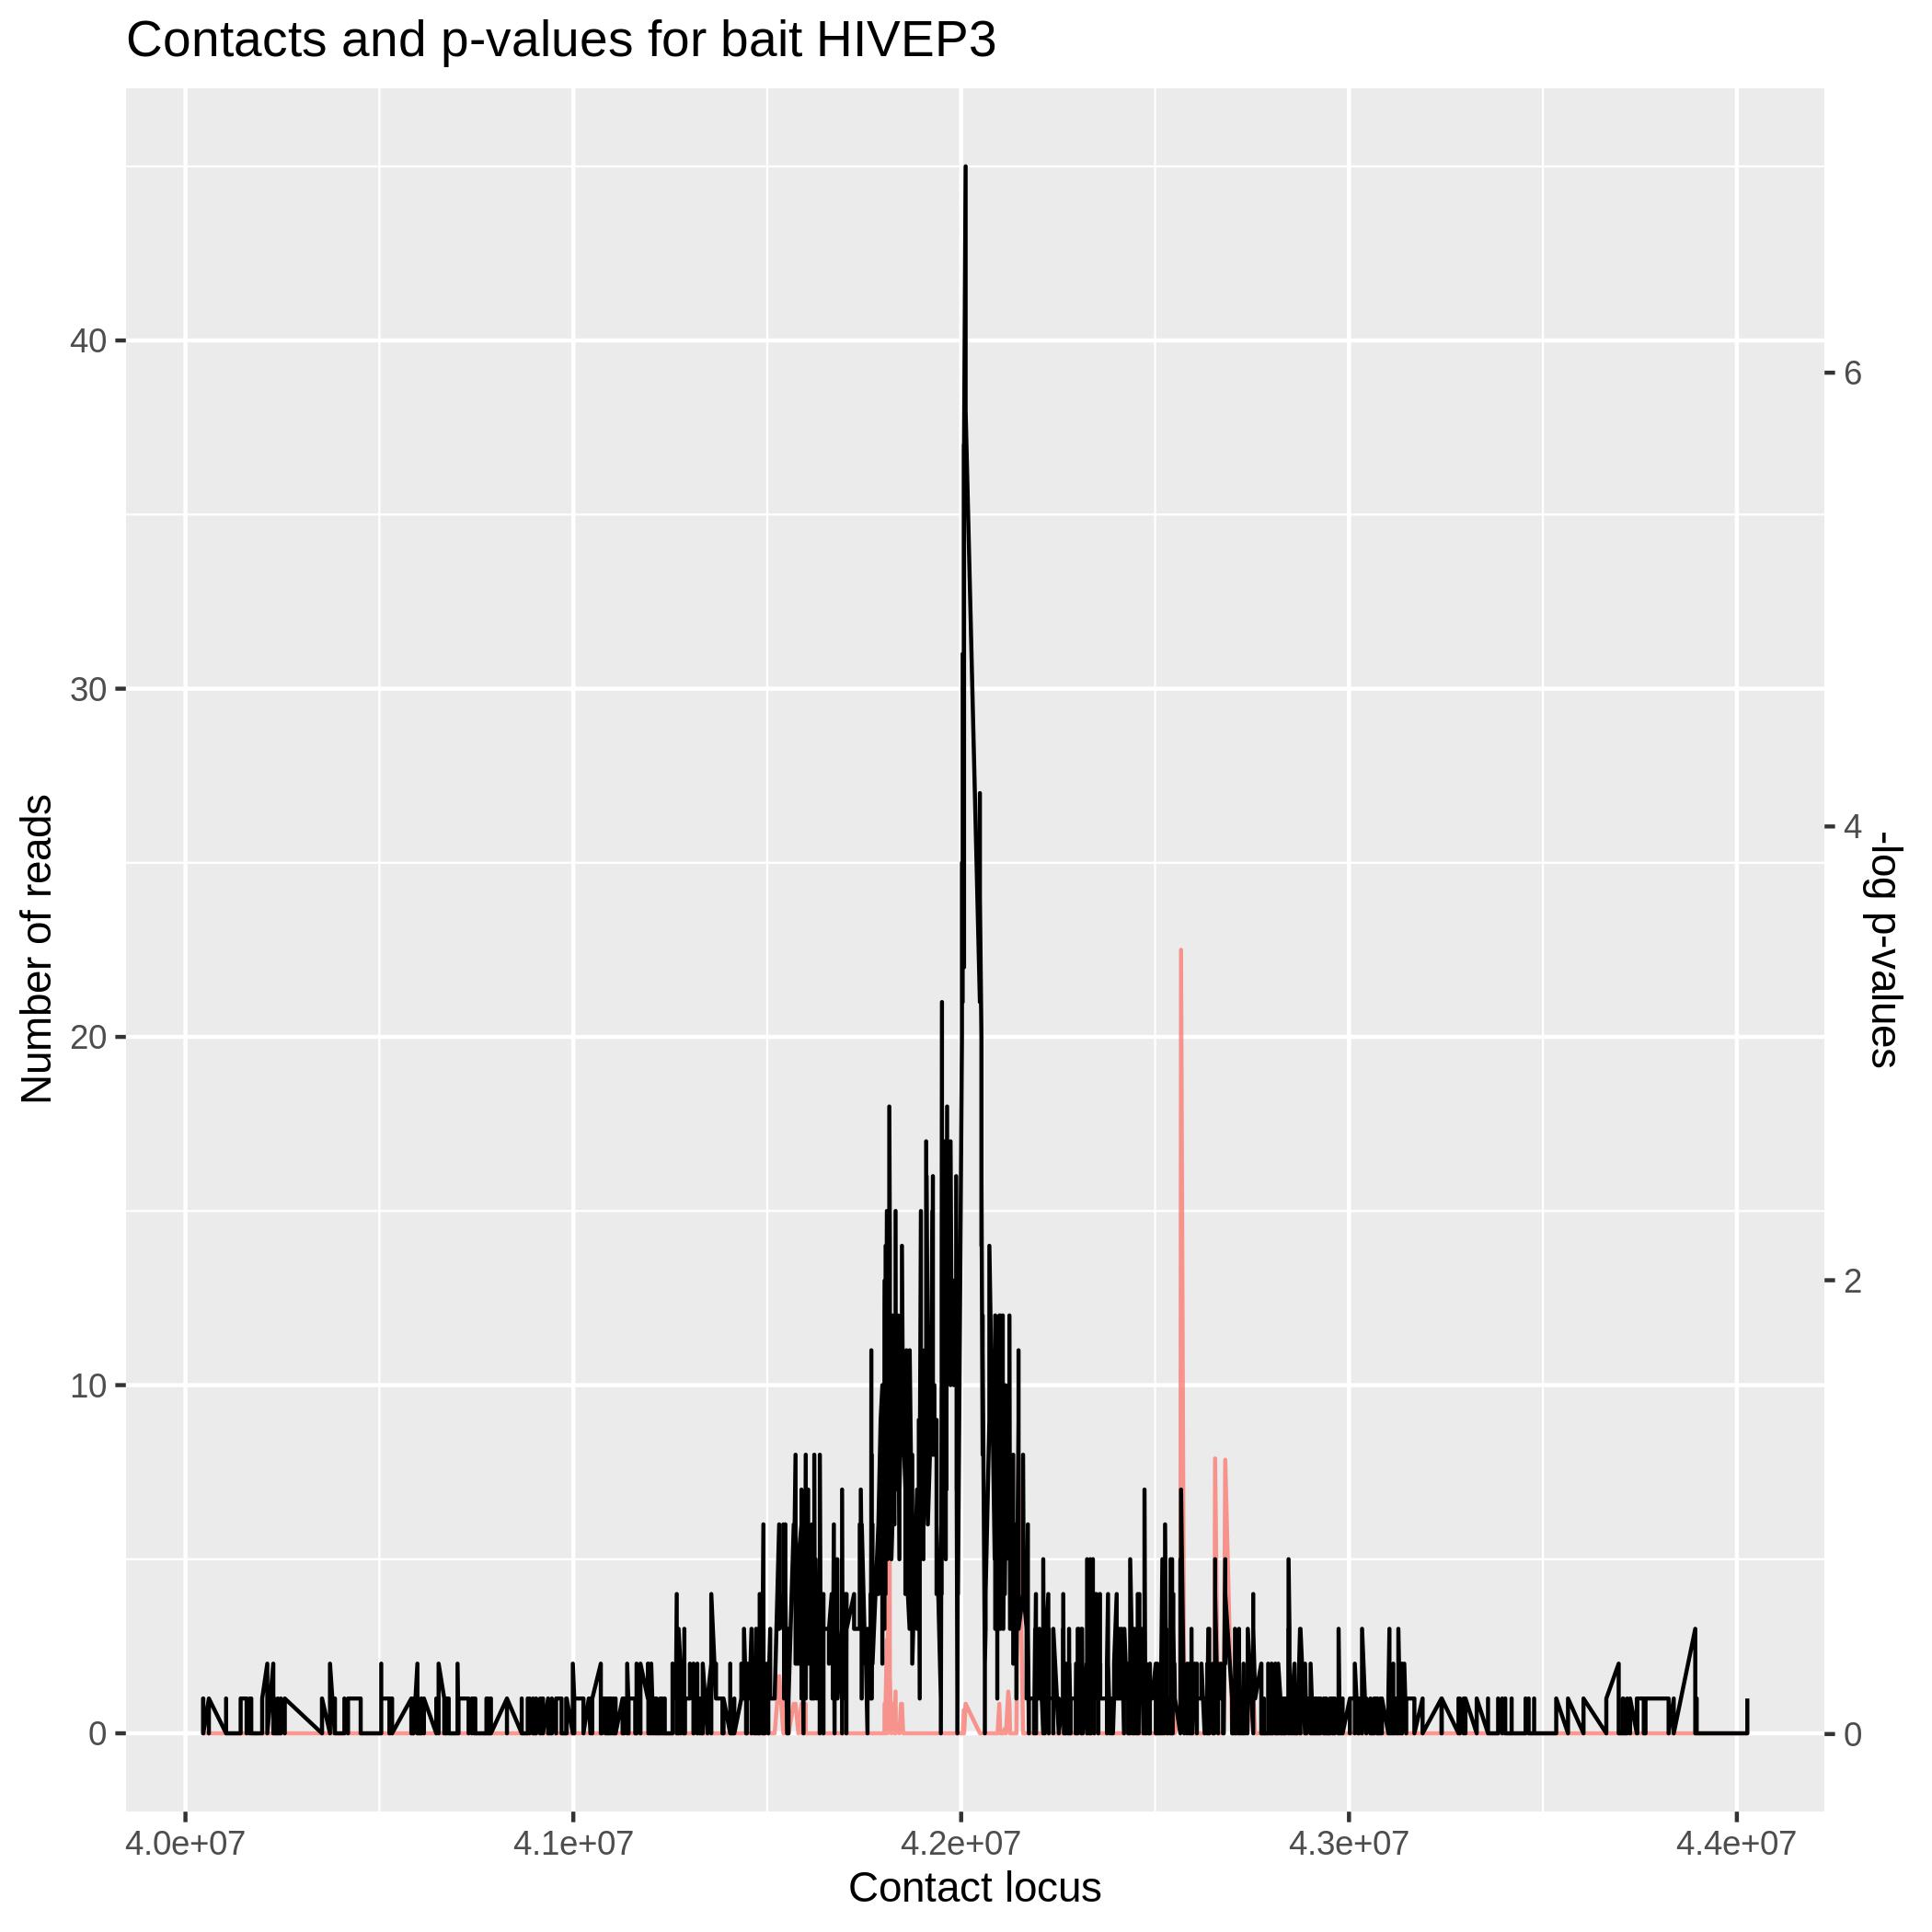 Contacts and p-values for bait HIVEP3
Number of reads
40
30
20
10
0
6
4
2
0
-log p-values
4.0e+07
4.1e+07
4.2e+07
4.3e+07
4.4e+07
Contact locus